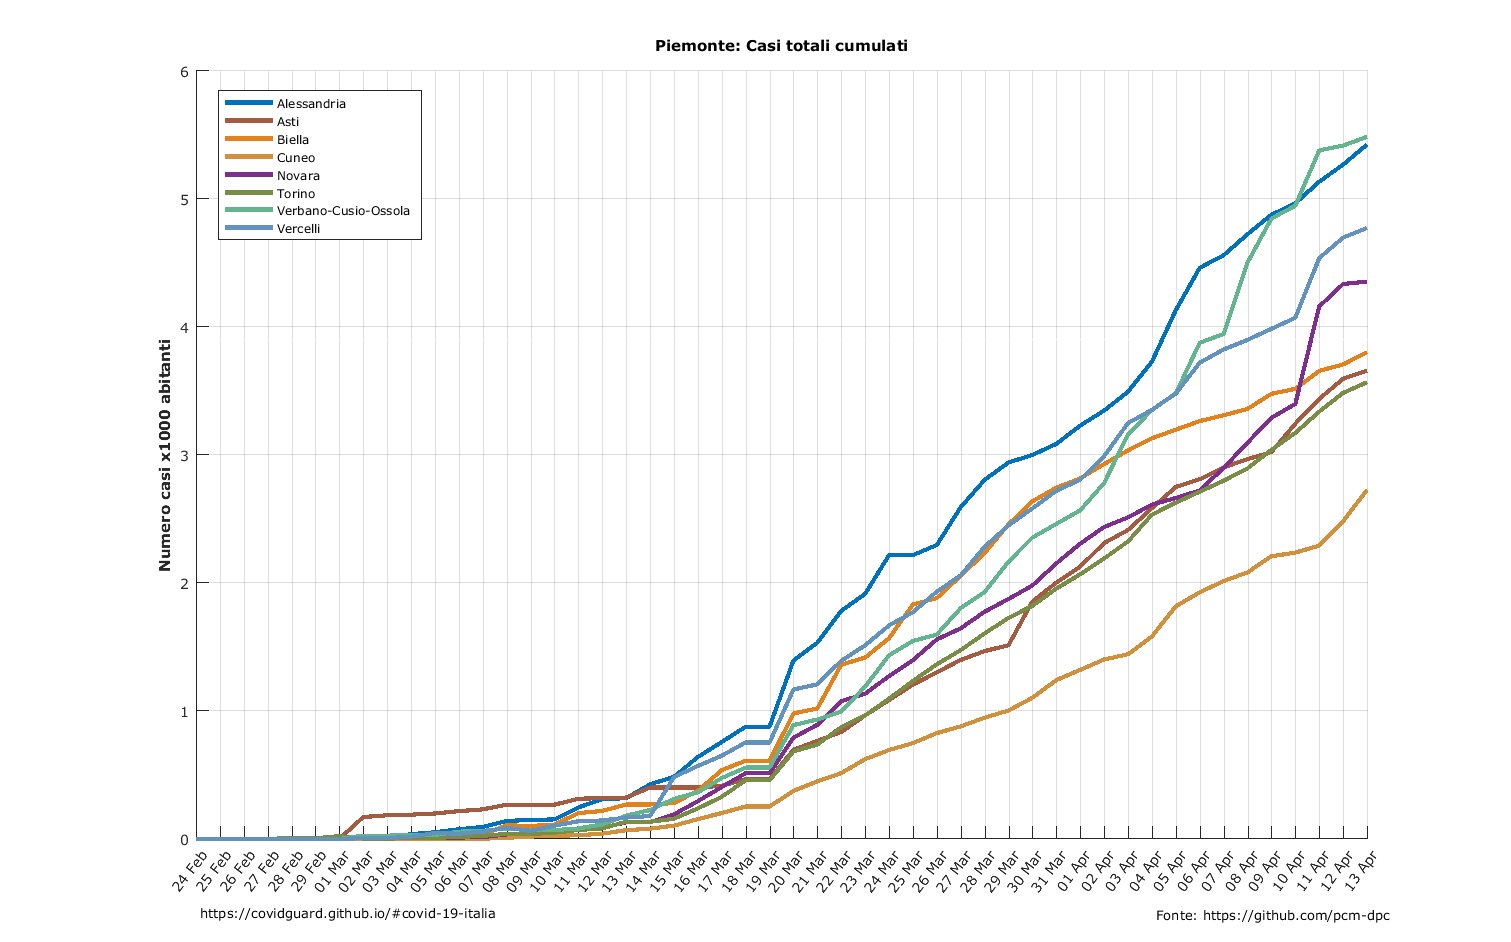 Piemonte: Casi totali cumulati
6
5
4
3
2
1
0
Numero casi x1000 abitanti
Alessandria
Asti
Biella
Cuneo
Novara
Torino
Verbano-Cusio-Ossola
Vercelli
24 Feb
25 Feb
26 Feb
27 Feb
28 Feb
29 Feb
01 Mar
02 Mar
03 Mar
04 Mar
05 Mar
06 Mar
07 Mar
08 Mar
09 Mar
10 Mar
11 Mar
12 Mar
13 Mar
14 Mar
15 Mar
16 Mar
17 Mar
18 Mar
19 Mar
20 Mar
21 Mar
22 Mar
23 Mar
24 Mar
25 Mar
26 Mar
27 Mar
28 Mar
29 Mar
30 Mar
31 Mar
01 Apr
02 Apr
03 Apr
04 Apr
05 Apr
06 Apr
07 Apr
08 Apr
09 Apr
10 Apr
11 Apr
12 Apr
13 Apr
https://covidguard.github.io/#covid-19-italia
Fonte: https://github.com/pcm-dpc